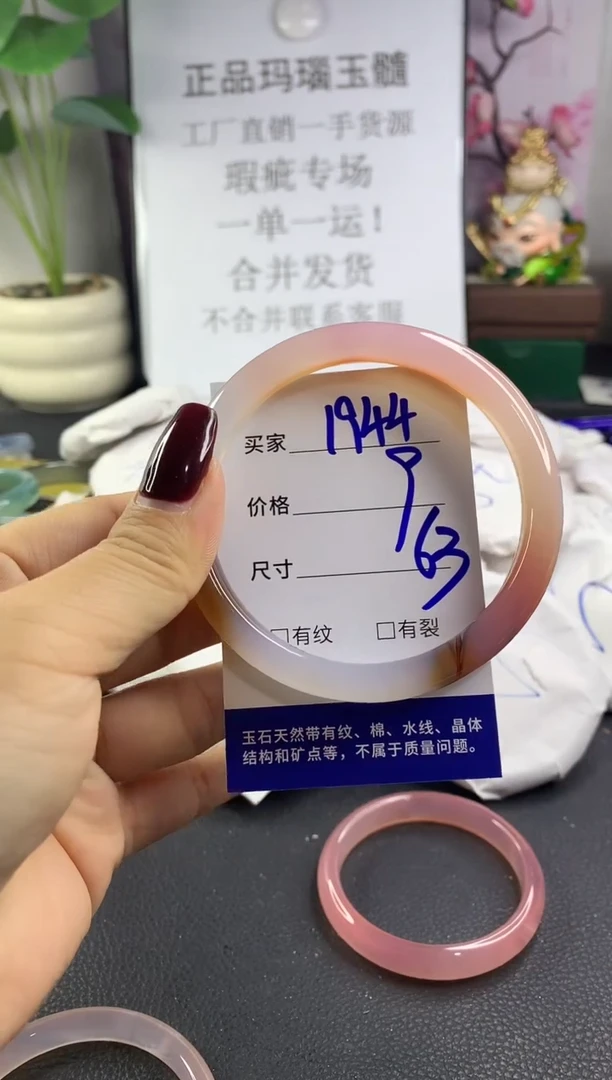 正品玛瑙玉髓
工厂直销一手货源
瑕疵专场
一单一运!
合并发货
不合并联系客服
买家 1944
价格 9
尺寸 63
□有纹 □有裂
玉石天然带有纹、棉、水线、晶体
结构和矿点等，不属于质量问题。